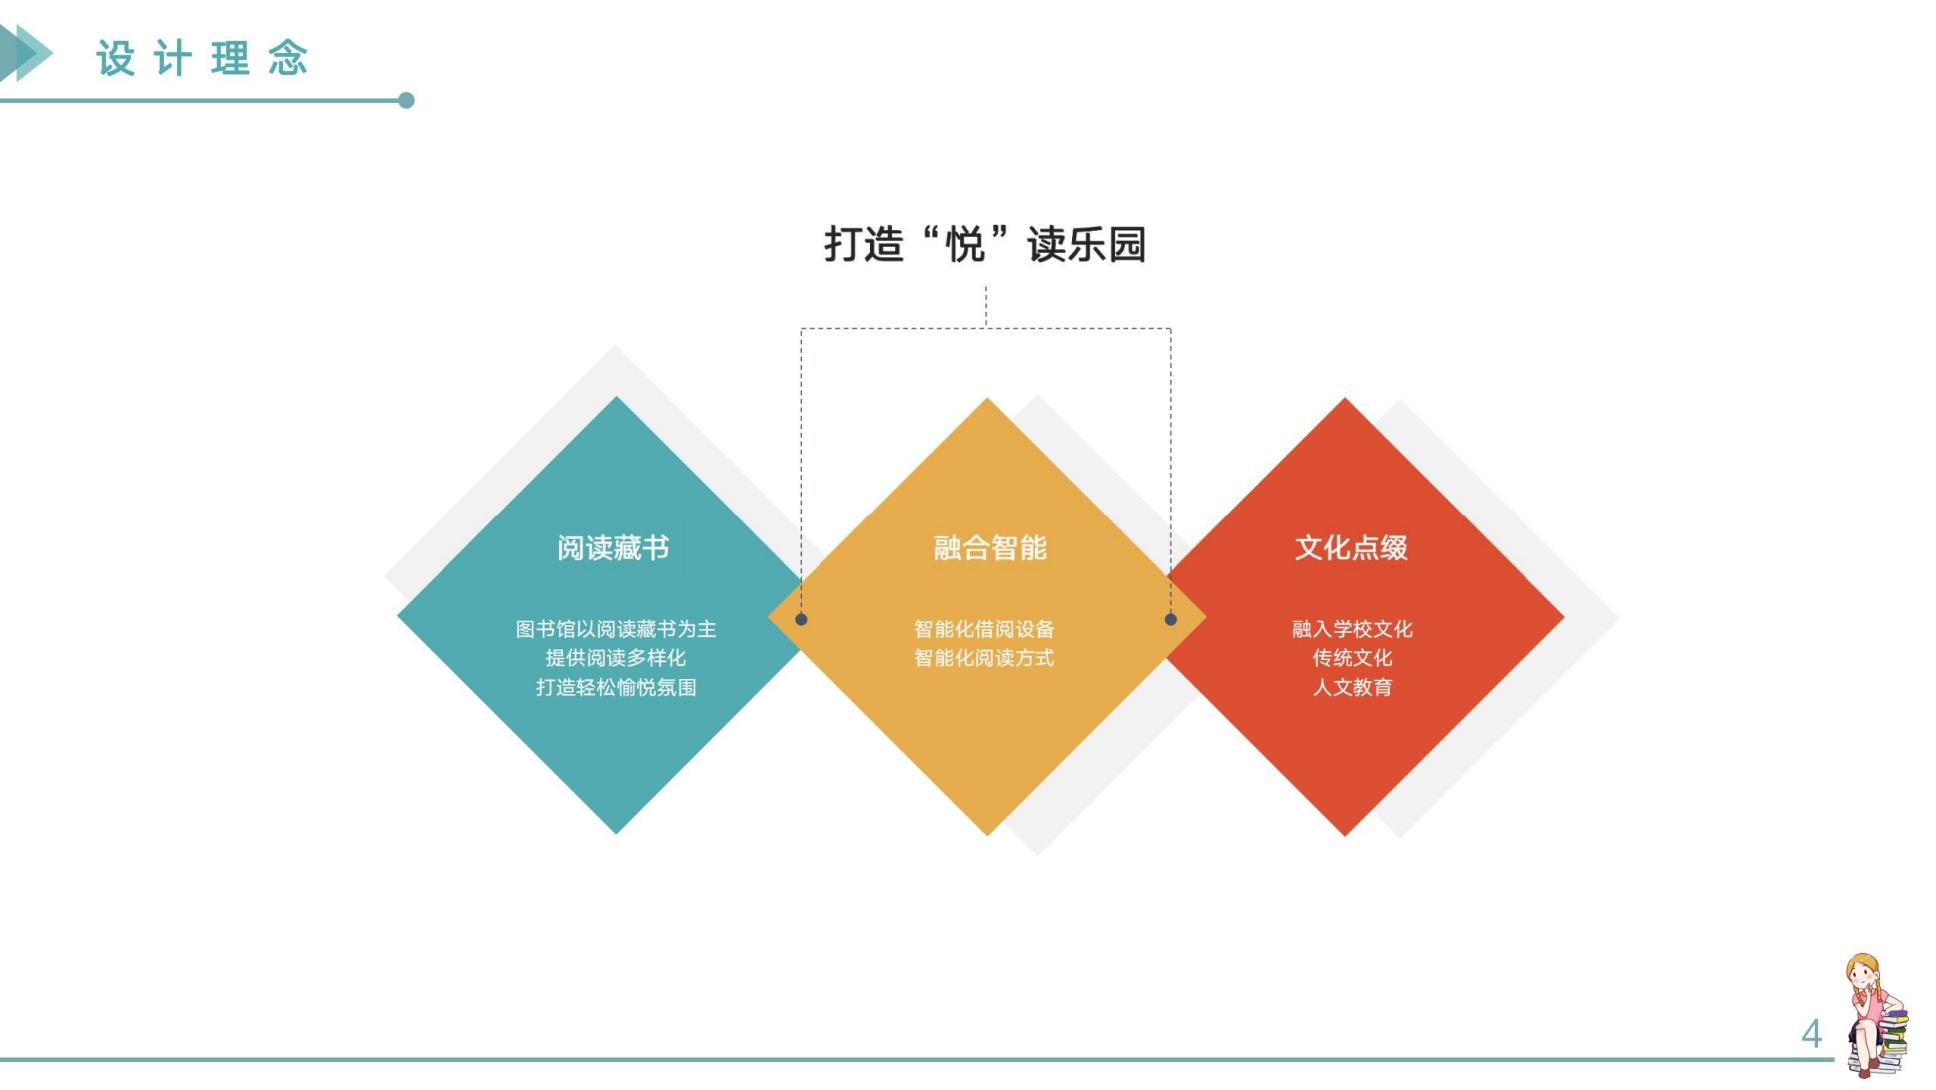 设计理念
打造“悦”读乐园
阅读藏书
图书馆以阅读藏书为主
提供阅读多样化
打造轻松愉悦氛围
融合智能
智能化借阅设备
智能化阅读方式
文化点缀
融入学校文化
传统文化
人文教育
4